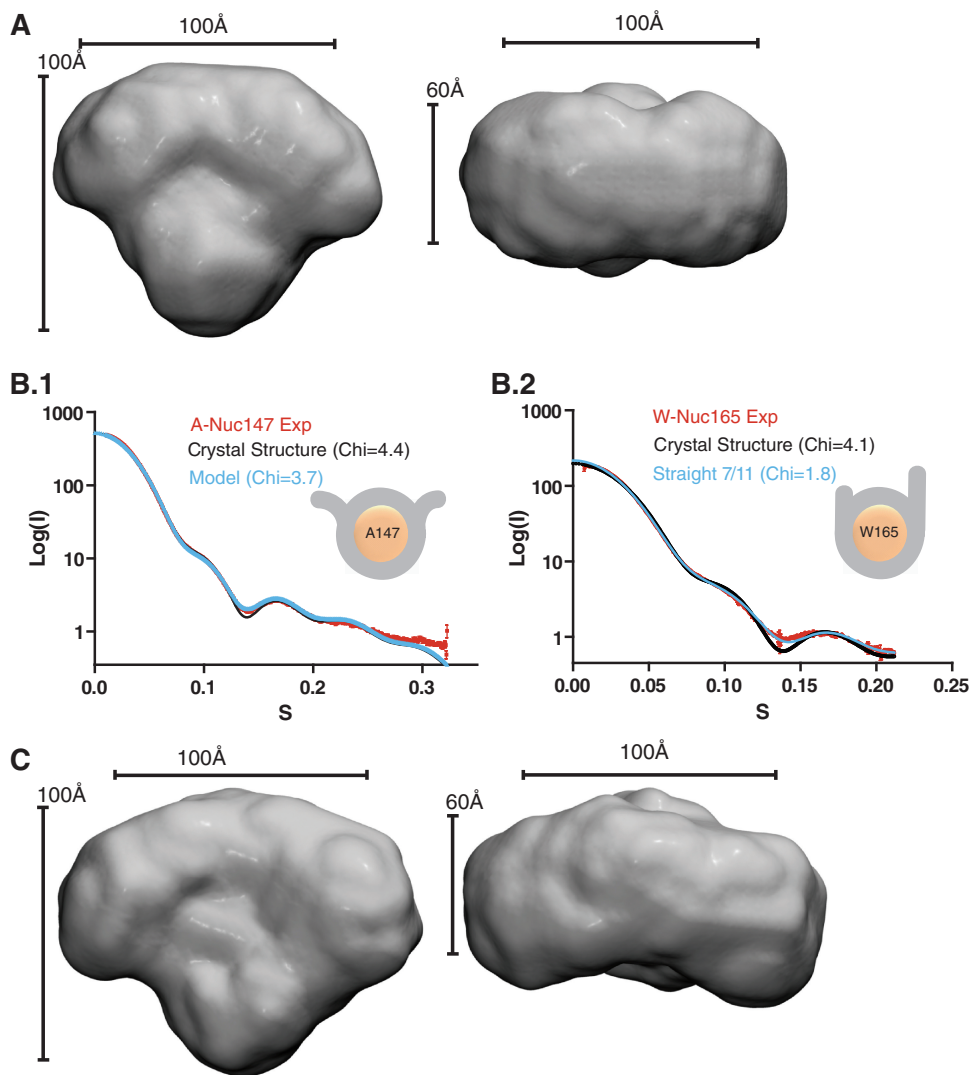 A
100Å
100Å
100Å
60Å
B.1
1000
100
10
1
Log(I)
0.0
0.1
0.2
0.3
S
A-Nuc147 Exp
Crystal Structure (Chi=4.4)
Model (Chi=3.7)
A147
B.2
1000
100
10
1
Log(I)
0.00
0.05
0.10
0.15
0.20
0.25
S
W-Nuc165 Exp
Crystal Structure (Chi=4.1)
Straight 7/11 (Chi=1.8)
W165
C
100Å
100Å
100Å
60Å